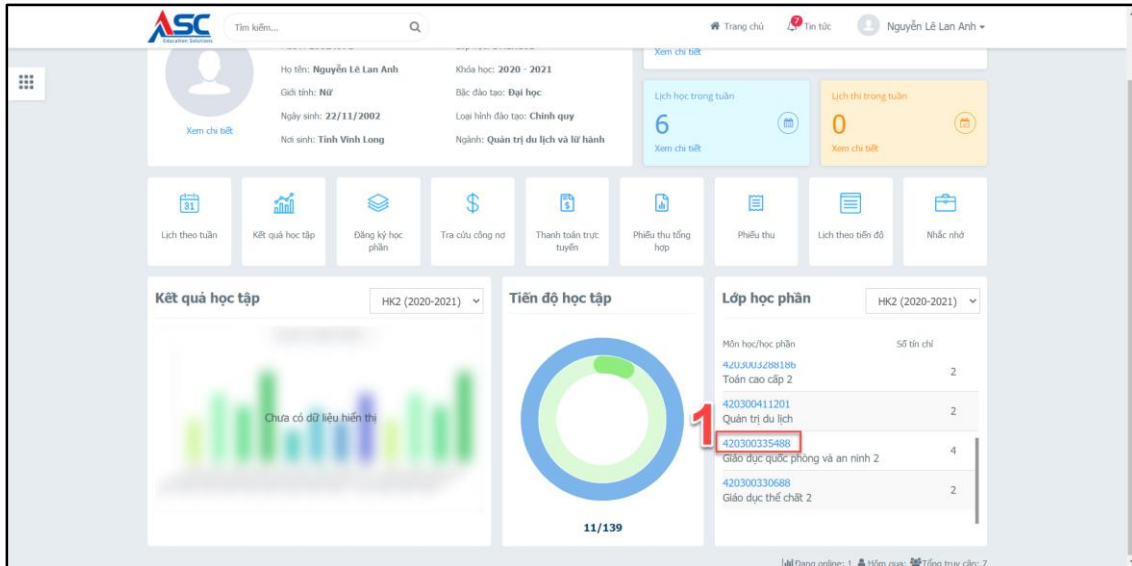 ASC
Education Solutions
Tìm kiếm...
Trang chủ
7
Tin tức
Nguyễn Lê Lan Anh
Xem chi tiết
Họ tên: Nguyễn Lê Lan Anh
Khóa học: 2020 - 2021
Giới tính: Nữ
Bậc đào tạo: Đại học
Ngày sinh: 22/11/2002
Loại hình đào tạo: Chính quy
Nơi sinh: Tỉnh Vĩnh Long
Ngành: Quản trị du lịch và lữ hành
Xem chi tiết
Lịch học trong tuần
6
Xem chi tiết
Lịch thi trong tuần
0
Xem chi tiết
31
Lịch theo tuần
Kết quả học tập
Đăng ký học
phần
Tra cứu công nợ
Thanh toán trực
tuyến
Phiếu thu tổng
hợp
Phiếu thu
Lịch theo tiến độ
Nhắc nhở
Kết quả học tập
HK2 (2020-2021)
Chưa có dữ liệu hiển thị
Tiến độ học tập
11/139
Lớp học phần
HK2 (2020-2021)
Môn học/học phần
Số tín chỉ
4203003288186
Toán cao cấp 2
2
420300411201
Quản trị du lịch
2
1
420300335488
Giáo dục quốc phòng và an ninh 2
4
420300330688
Giáo dục thể chất 2
2
Đang online: 1
Hôm qua:
Tổng truy cập: 7